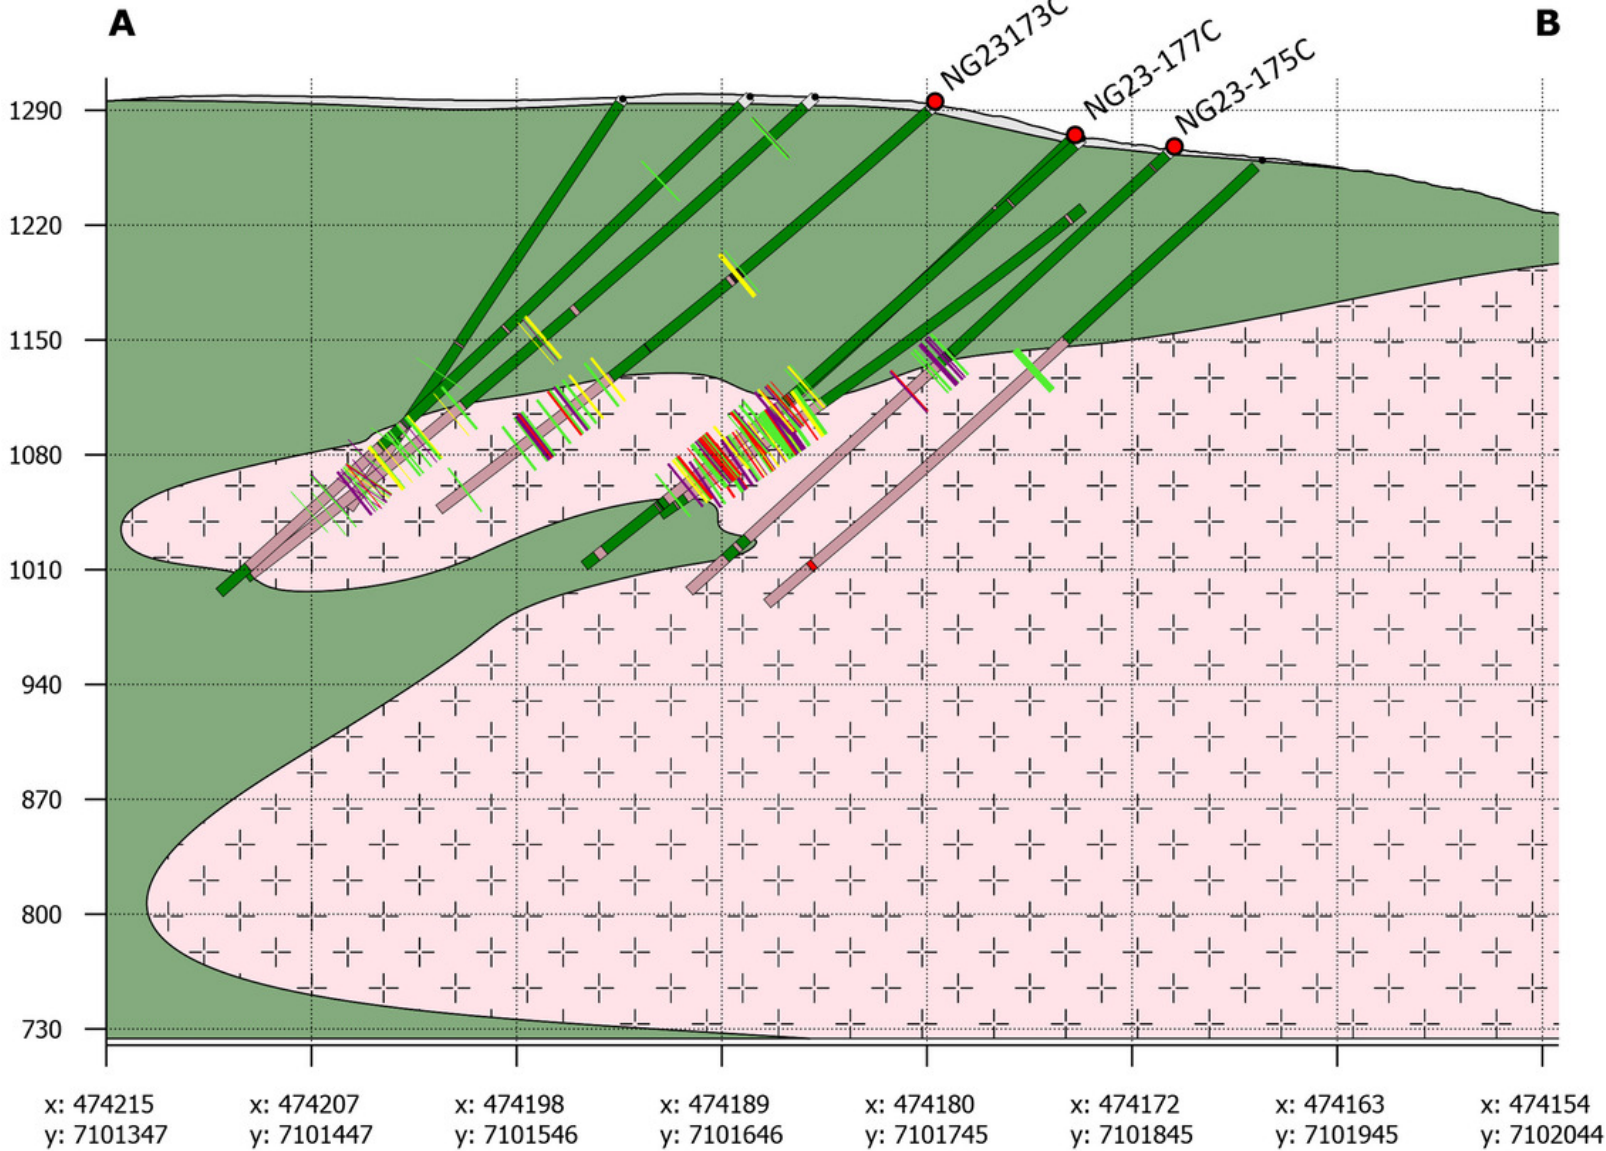 A
B
NG23173C
NG23-177C
NG23-175C
1290
1220
1150
1080
1010
940
870
800
730
x: 474215
y: 7101347
x: 474207
y: 7101447
x: 474198
y: 7101546
x: 474189
y: 7101646
x: 474180
y: 7101745
x: 474172
y: 7101845
x: 474163
y: 7101945
x: 474154
y: 7102044